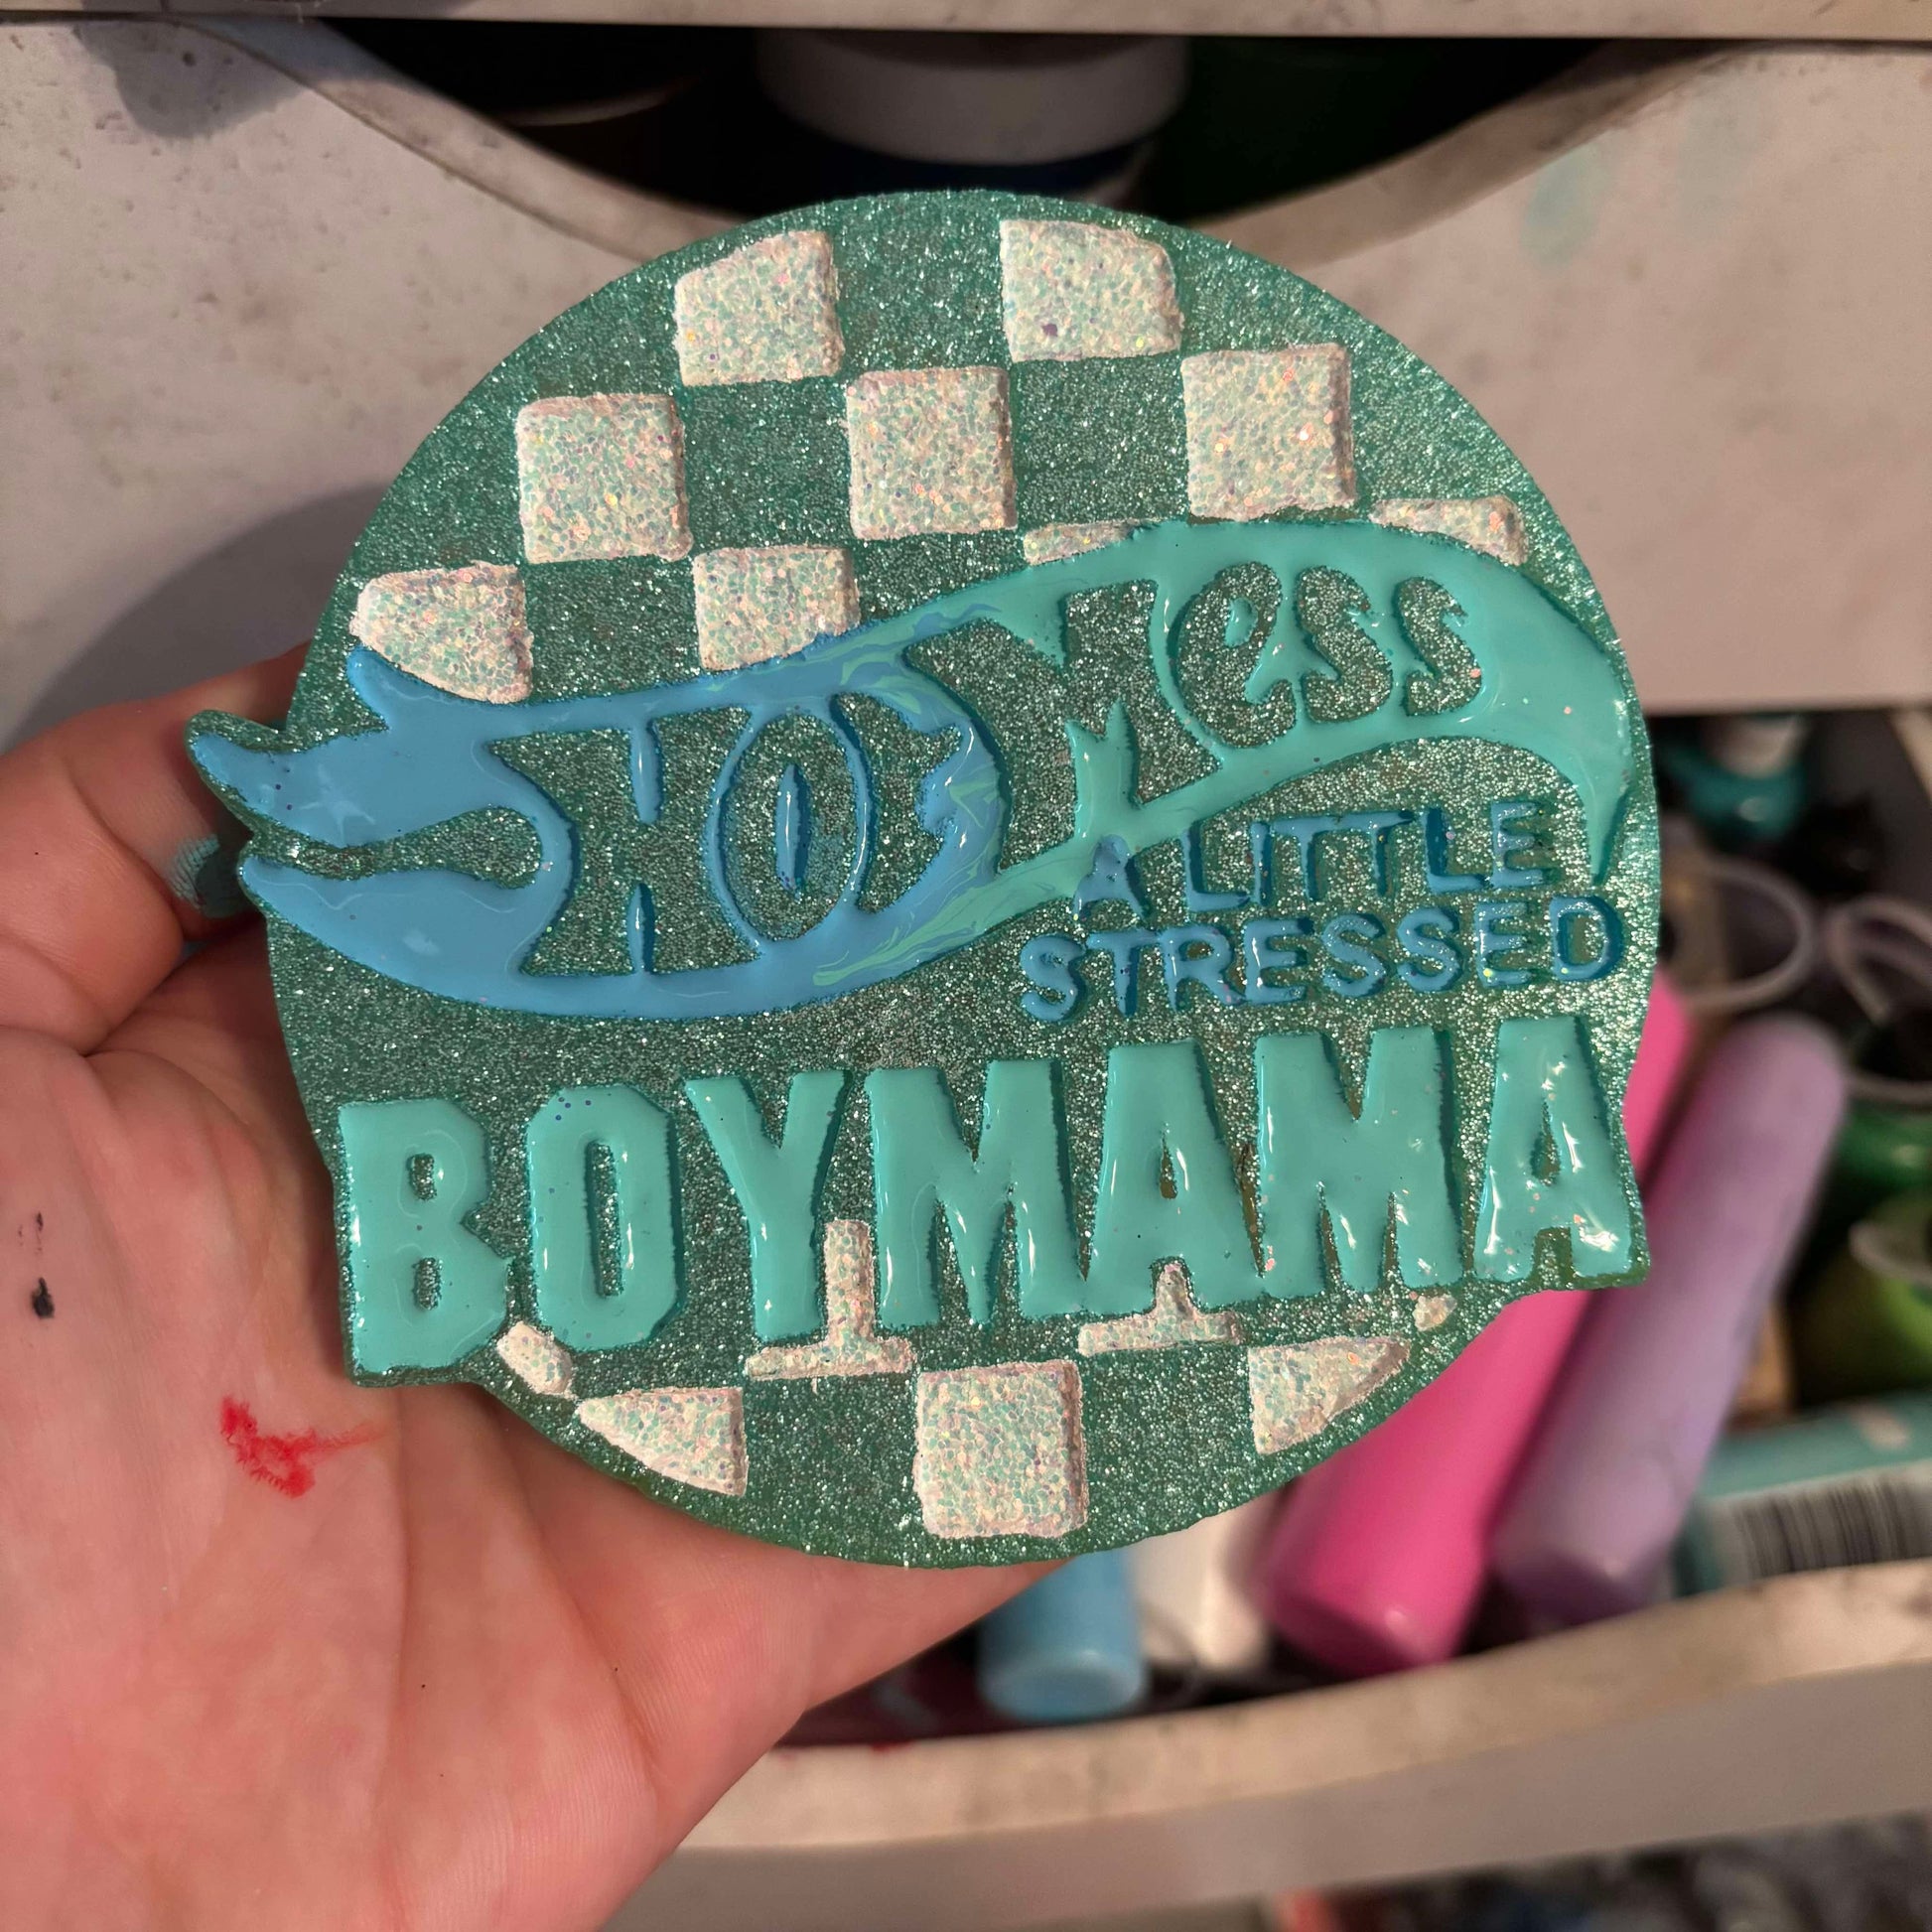 HOT Mess
A LITTLE
STRESSED
BOYMAMA